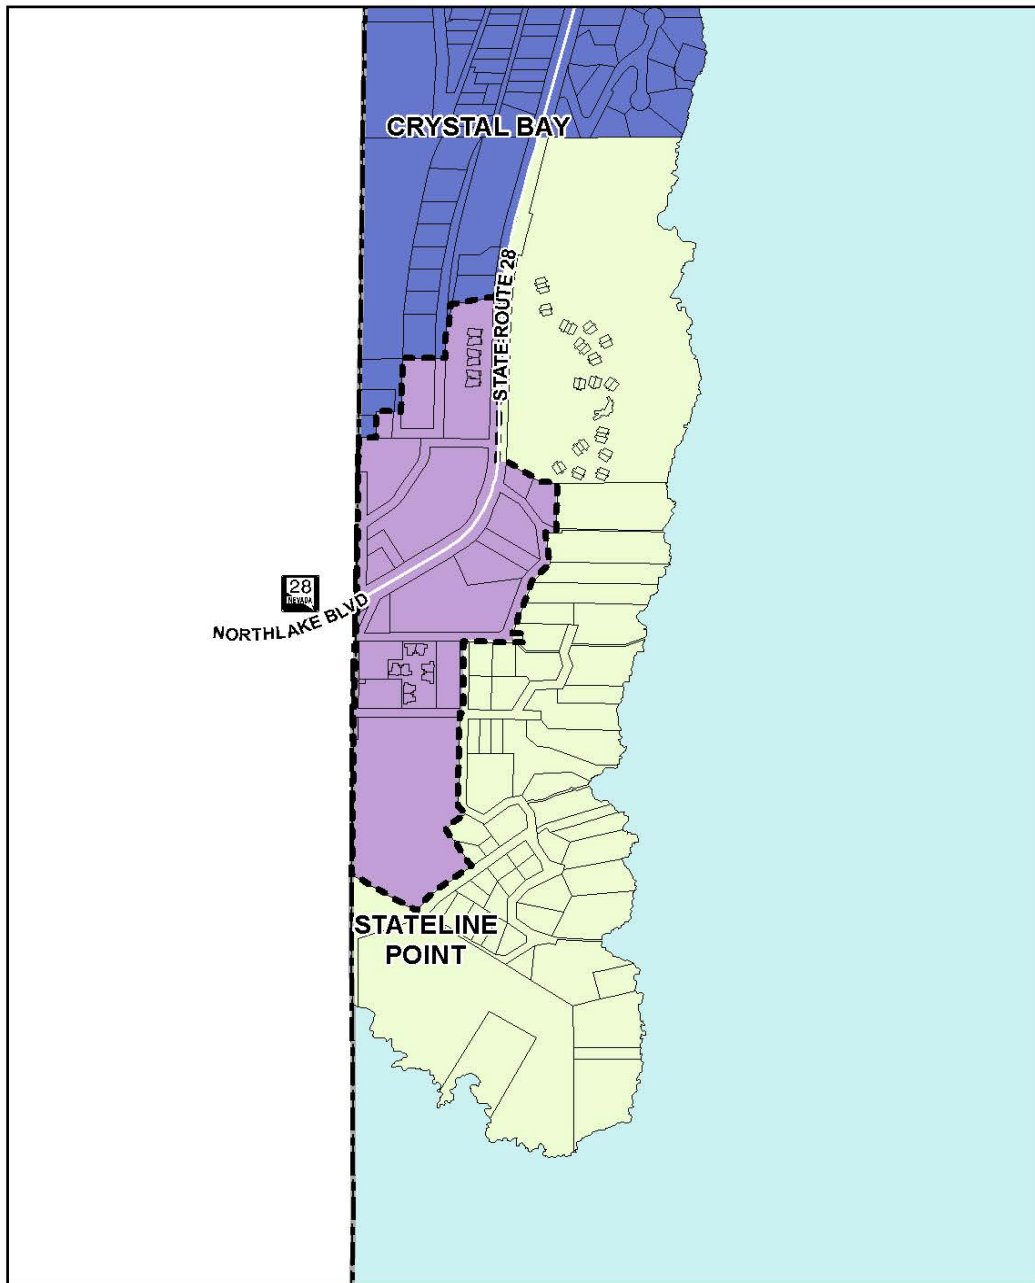 CRYSTAL BAY
STATE ROUTE 28
28
NEVADA
NORTHLAKE BLVD
STATELINE
POINT